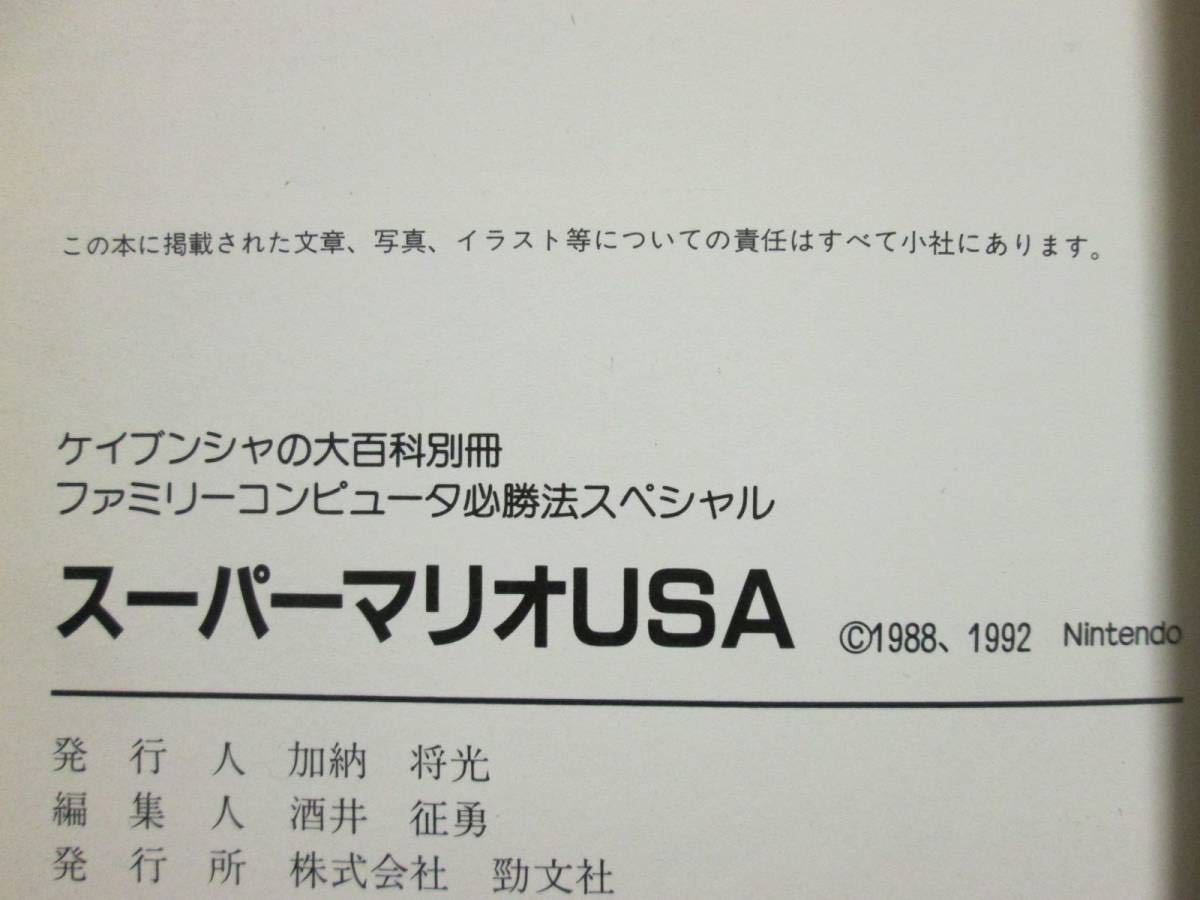 この本に掲載された文章、写真、イラスト等についての責任はすべて小社にあります。
ケイブンシャの大百科別冊
ファミリーコンピュータ必勝法スペシャル
スーパーマリオUSA ©1988、1992 Nintendo
発行人 加納 将光
編集人 酒井 征勇
発行所 株式会社 勁文社